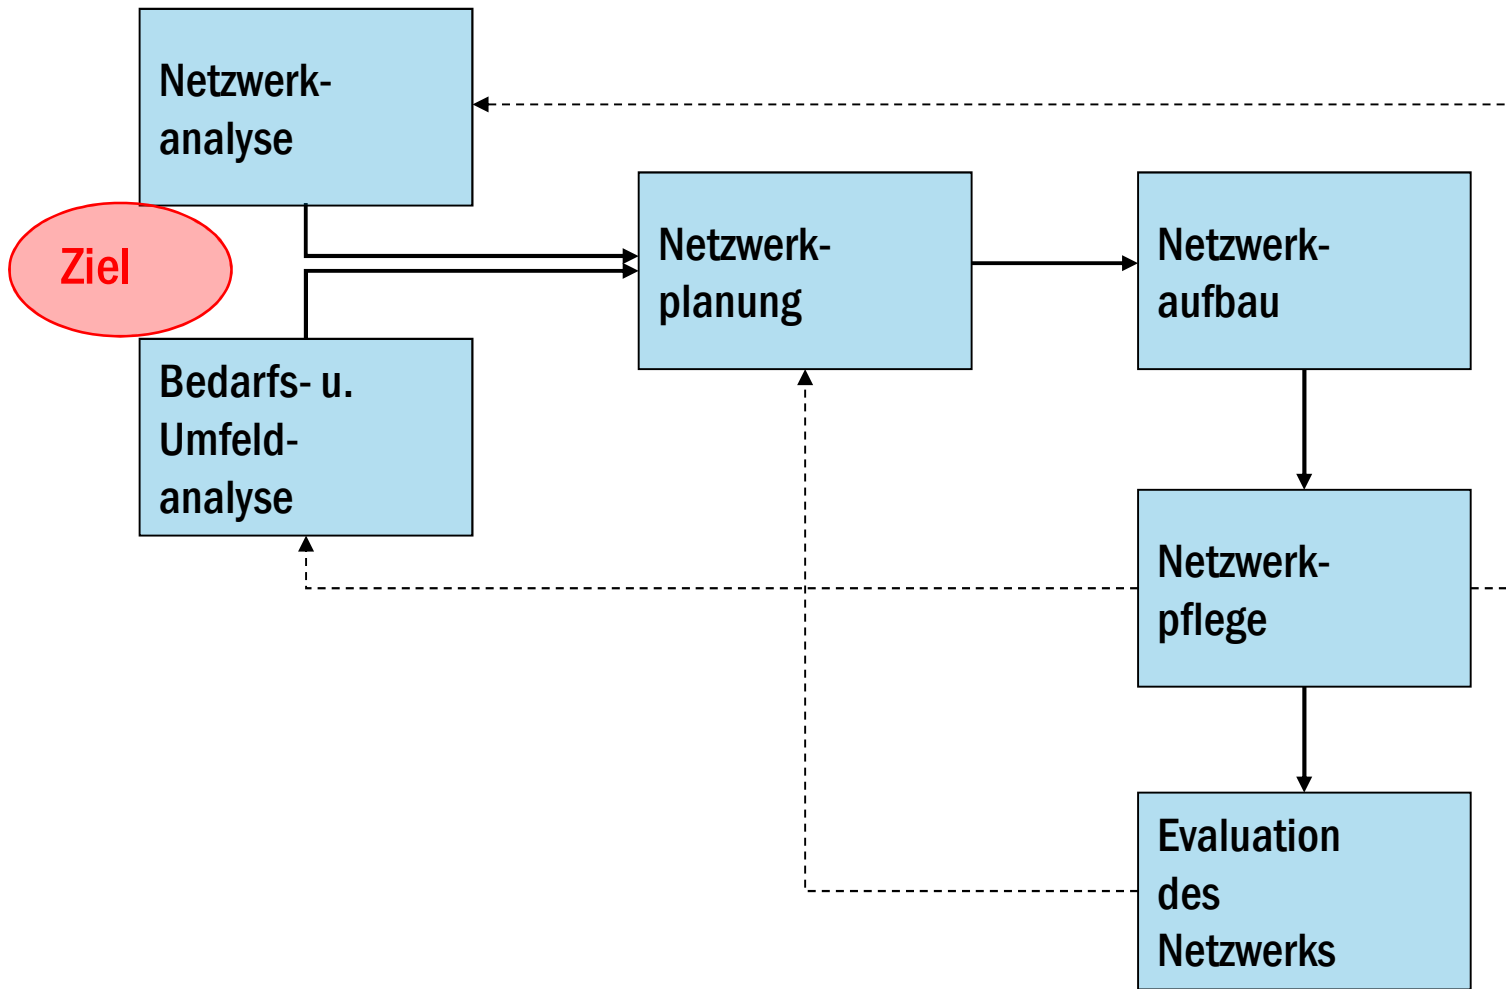 Netzwerk-
analyse
Ziel
Bedarfs- u.
Umfeld-
analyse
Netzwerk-
planung
Netzwerk-
aufbau
Netzwerk-
pflege
Evaluation
des
Netzwerks